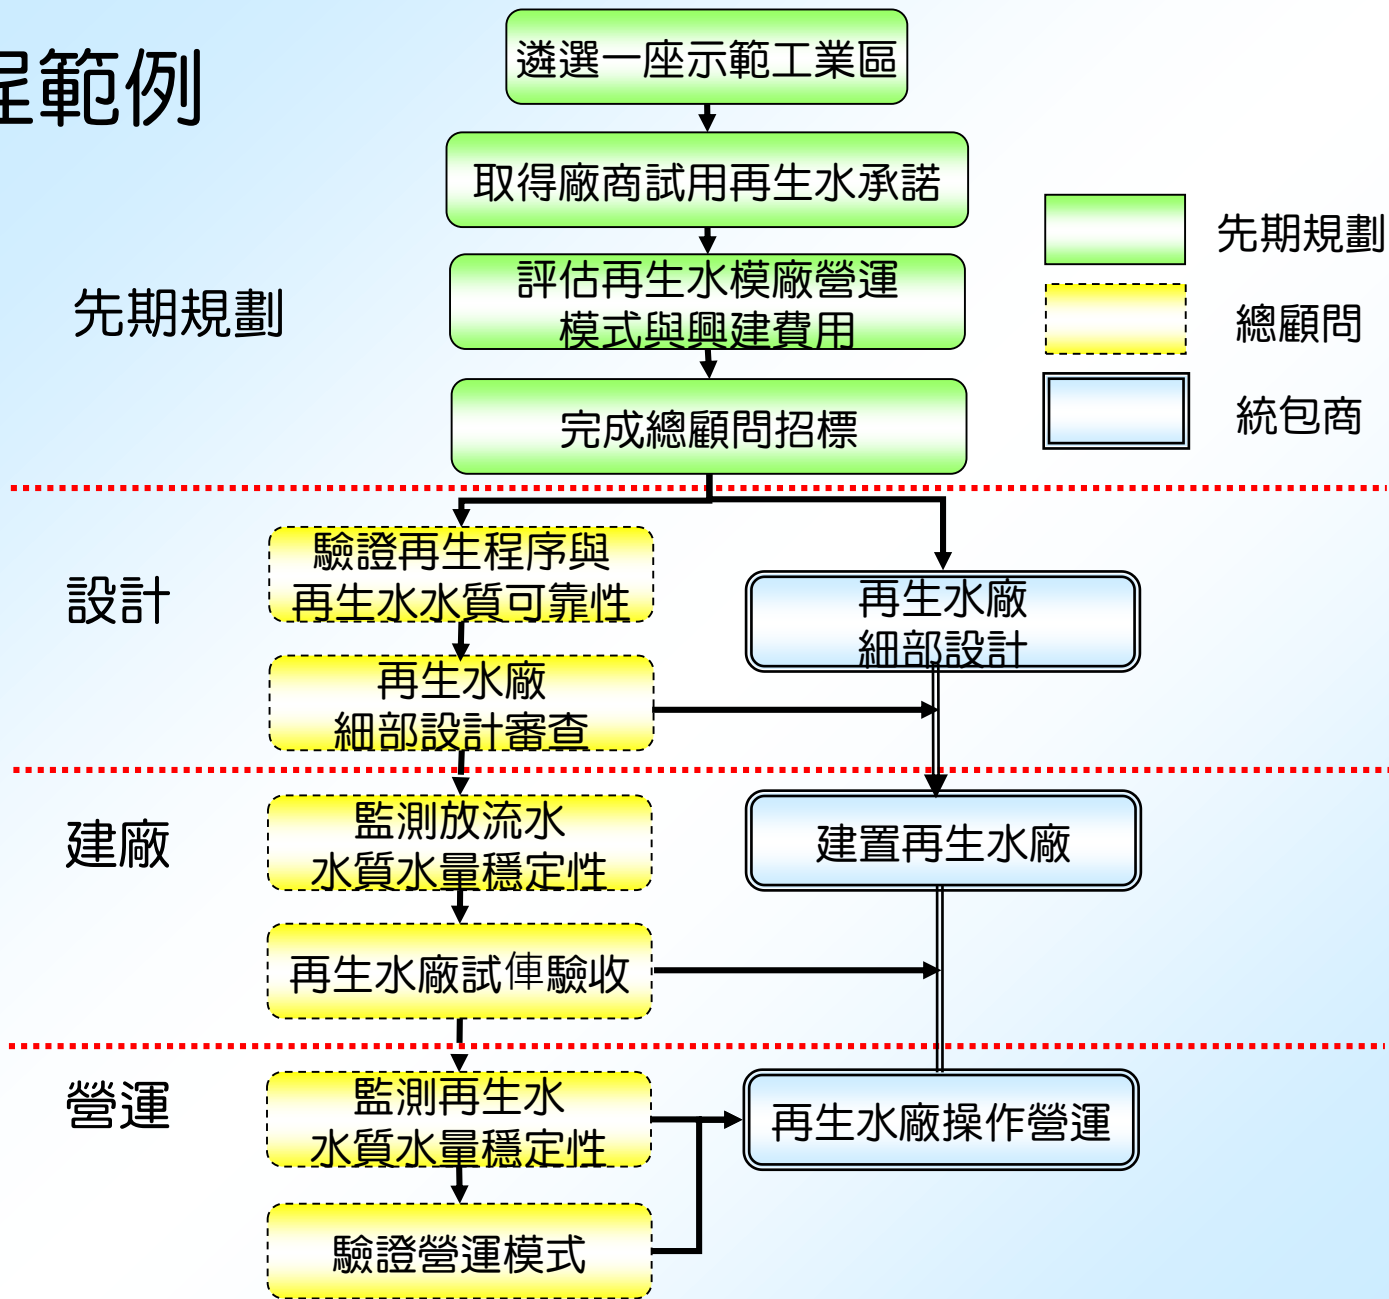 程範例
遴選一座示範工業區
取得廠商試用再生水承諾
先期規劃
總顧問
統包商
先期規劃
評估再生水模廠營運
模式與興建費用
完成總顧問招標
設計
驗證再生程序與
再生水水質可靠性
再生水廠
細部設計
再生水廠
細部設計審查
建廠
監測放流水
水質水量穩定性
建置再生水廠
再生水廠試俥驗收
營運
監測再生水
水質水量穩定性
再生水廠操作營運
驗證營運模式